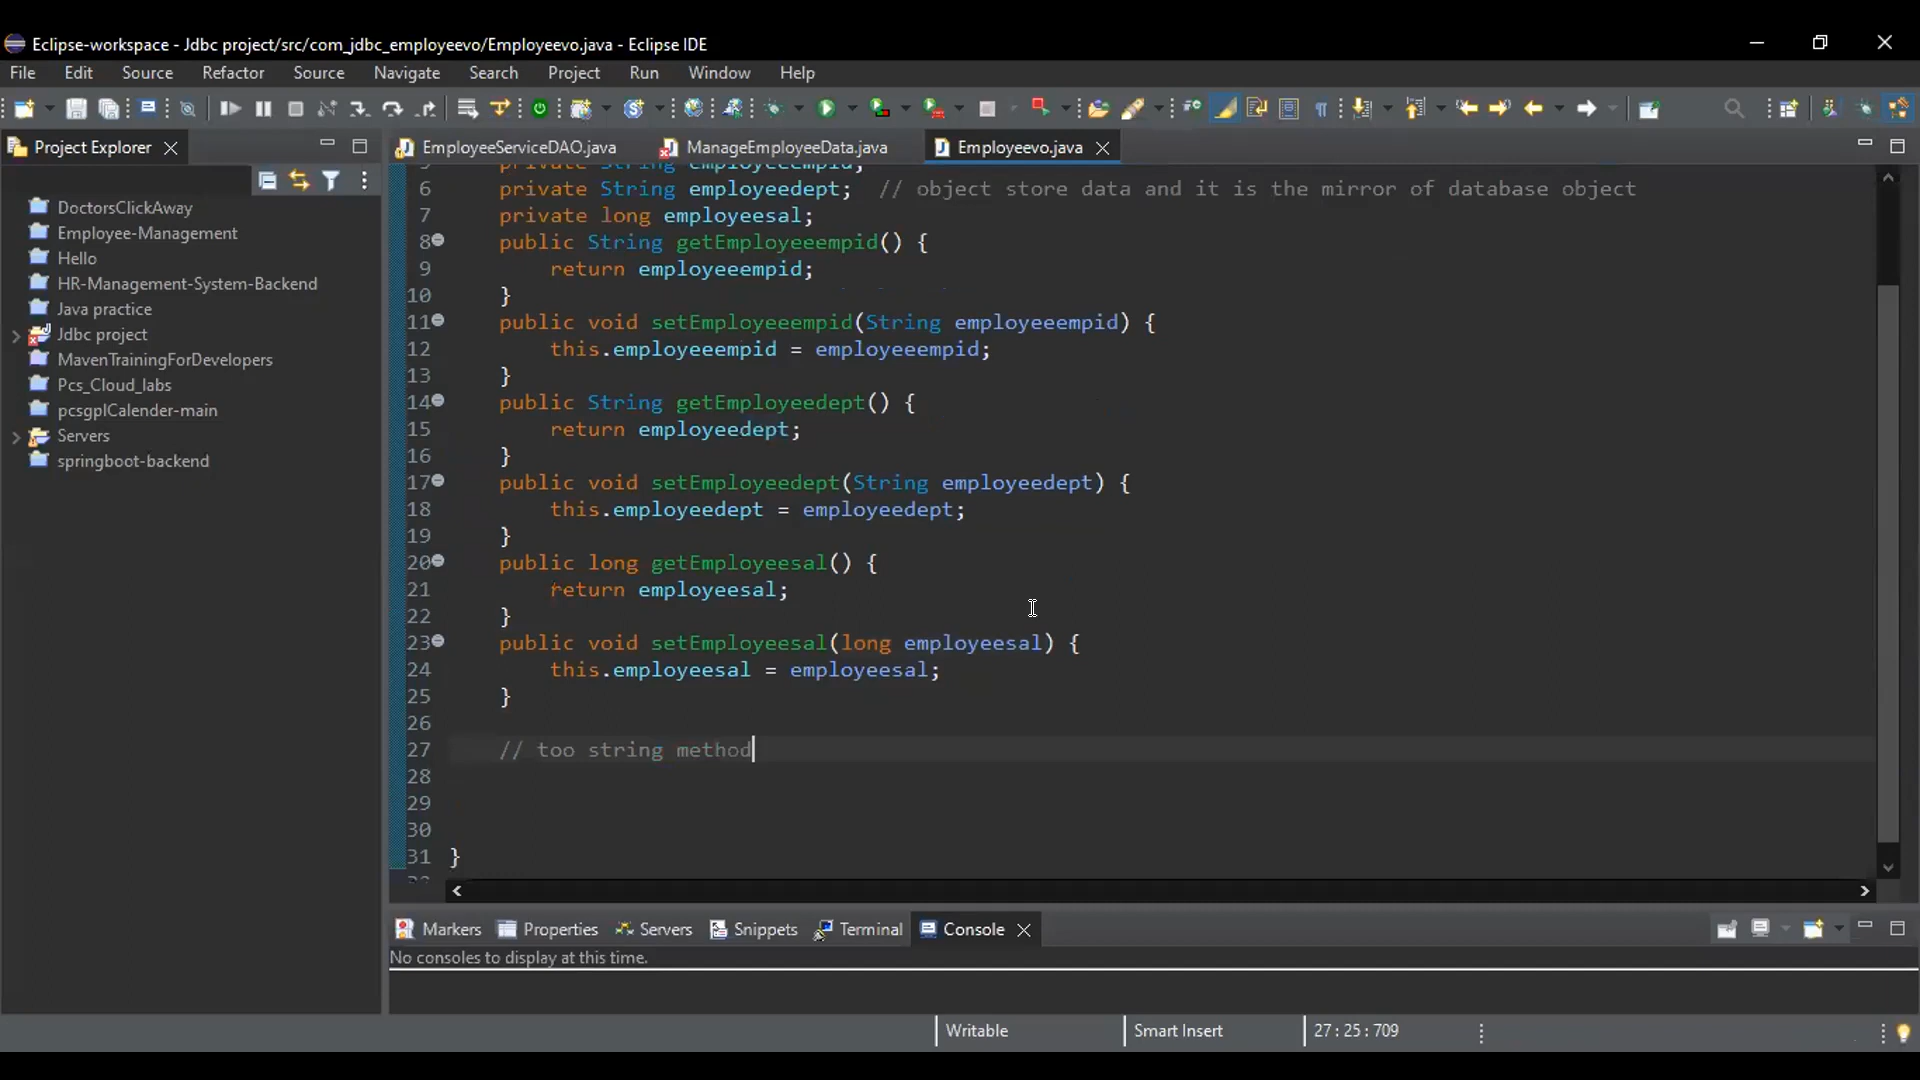 Eclipse-workspace - Jdbc project/src/com_jdbc_employeevo/Employeevo.java - Eclipse IDE
File Edit Source Refactor Source Navigate Search Project Run Window Help
Project Explorer
DoctorsClickAway
Employee-Management
Hello
HR-Management-System-Backend
Java practice
Jdbc project
MavenTrainingForDevelopers
Pcs_Cloud_labs
pcsgplCalender-main
Servers
springboot-backend
EmployeeServiceDAO.java ManageEmployeeData.java Employeevo.java
private String employeeempid;
6 private String employeedept; // object store data and it is the mirror of database object
7 private long employeesal;
8 public String getEmployeeempid() {
9 return employeeempid;
10 }
11 public void setEmployeeempid(String employeeempid) {
12 this.employeeempid = employeeempid;
13 }
14 public String getEmployeedept() {
15 return employeedept;
16 }
17 public void setEmployeedept(String employeedept) {
18 this.employeedept = employeedept;
19 }
20 public long getEmployeesal() {
21 return employeesal;
22 }
23 public void setEmployeesal(long employeesal) {
24 this.employeesal = employeesal;
25 }
26
27 // too string method
28
29
30
31 }
Markers Properties Servers Snippets Terminal Console
No consoles to display at this time.
Writable Smart Insert 27 : 25 : 709